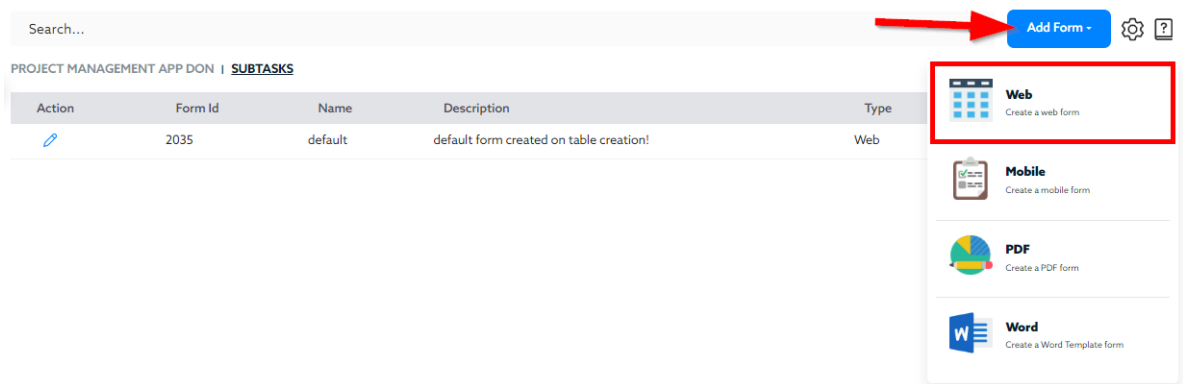 Search...
Add Form
PROJECT MANAGEMENT APP DON | SUBTASKS
Action Form Id Name Description Type
2035 default default form created on table creation! Web
Web
Create a web form
Mobile
Create a mobile form
PDF
Create a PDF form
Word
Create a Word Template form